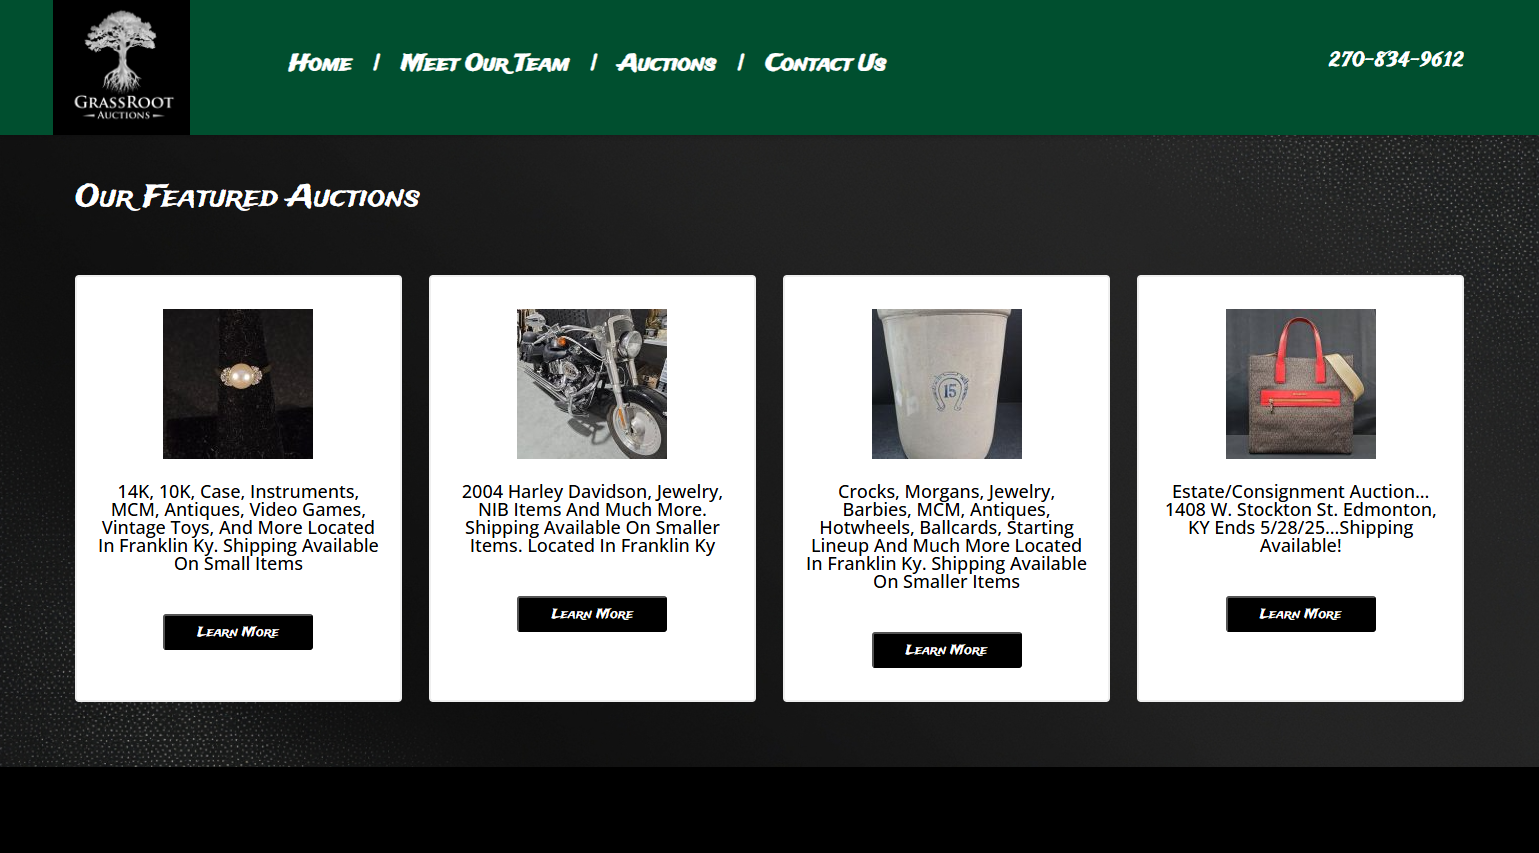 GrassRoot
Auctions
Home | Meet Our Team | Auctions | Contact Us
270-834-9612
Our Featured Auctions
14K, 10K, Case, Instruments,
MCM, Antiques, Video Games,
Vintage Toys, And More Located
In Franklin Ky. Shipping Available
On Small Items
Learn More
2004 Harley Davidson, Jewelry,
NIB Items And Much More.
Shipping Available On Smaller
Items. Located In Franklin Ky
Learn More
15
Crocks, Morgans, Jewelry,
Barbies, MCM, Antiques,
Hotwheels, Ballcards, Starting
Lineup And Much More Located
In Franklin Ky. Shipping Available
On Smaller Items
Learn More
Estate/Consignment Auction...
1408 W. Stockton St. Edmonton,
KY Ends 5/28/25...Shipping
Available!
Learn More